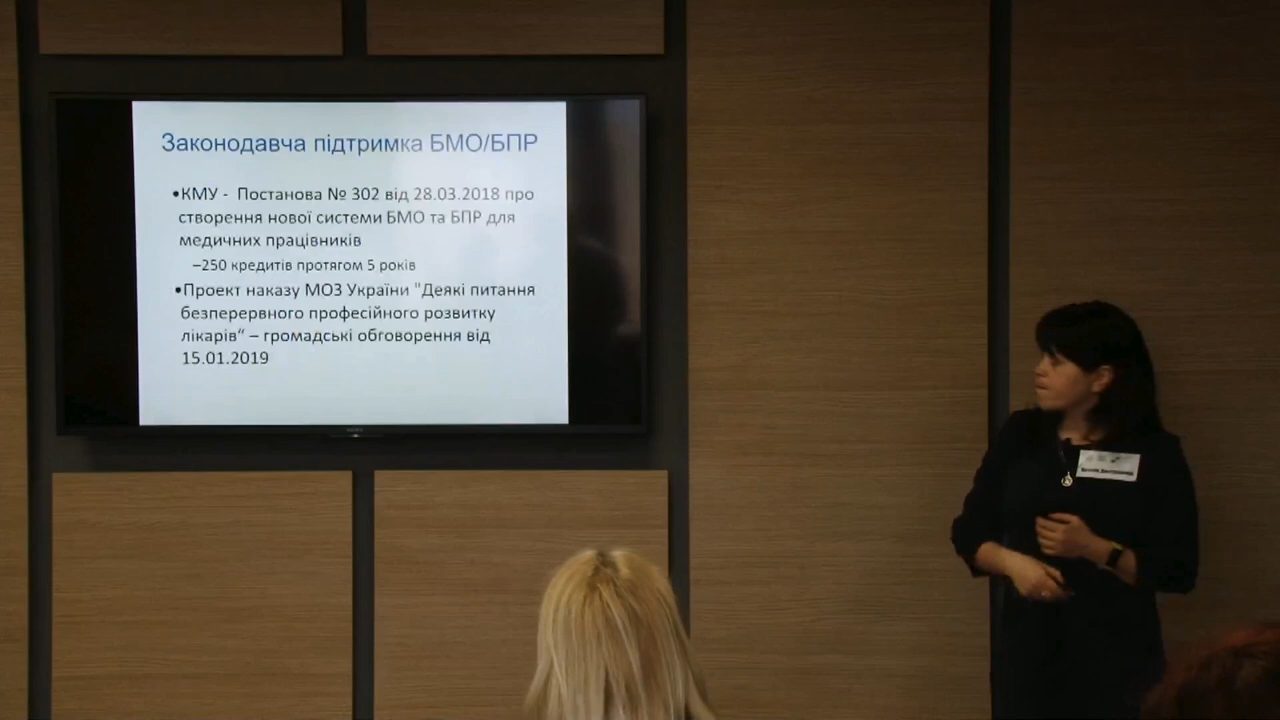 Законодавча підтримка БМО/БПР
•КМУ - Постанова № 302 від 28.03.2018 про
створення нової системи БМО та БПР для
медичних працівників
–250 кредитів протягом 5 років
•Проект наказу МОЗ України "Деякі питання
безперервного професійного розвитку
лікарів“ – громадські обговорення від
15.01.2019